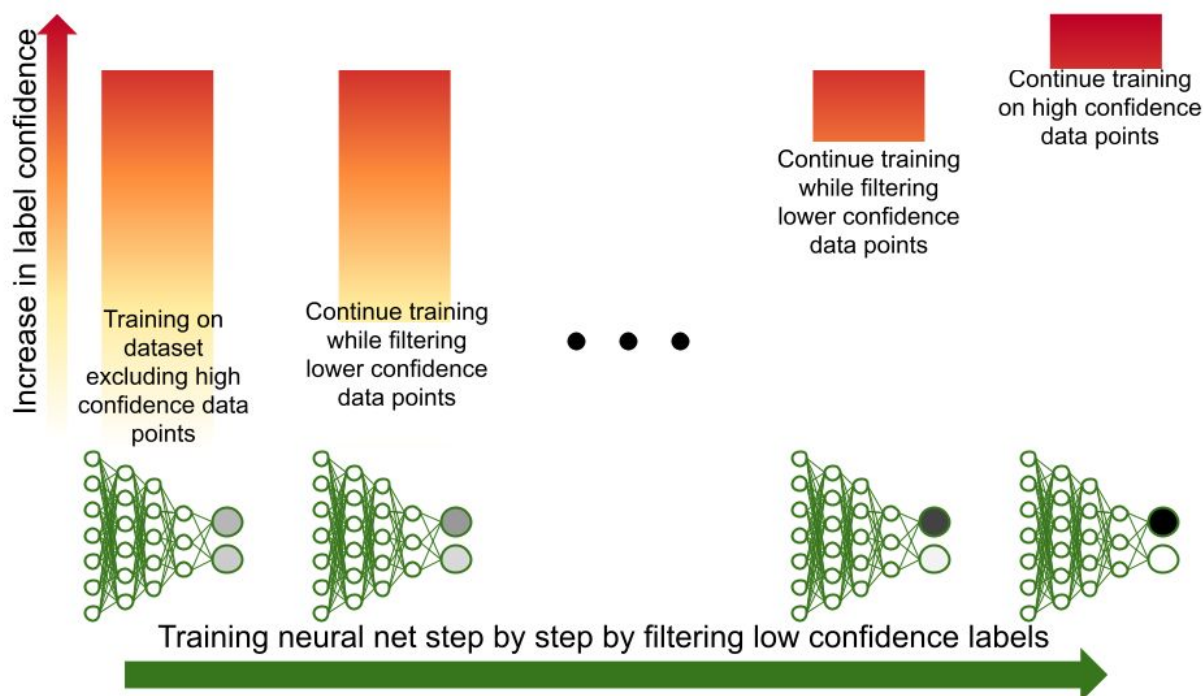 Increase in label confidence
Training on
dataset
excluding high
confidence data
points
Continue training
while filtering
lower confidence
data points
Continue training
while filtering
lower confidence
data points
Continue training
on high confidence
data points
Training neural net step by step by filtering low confidence labels